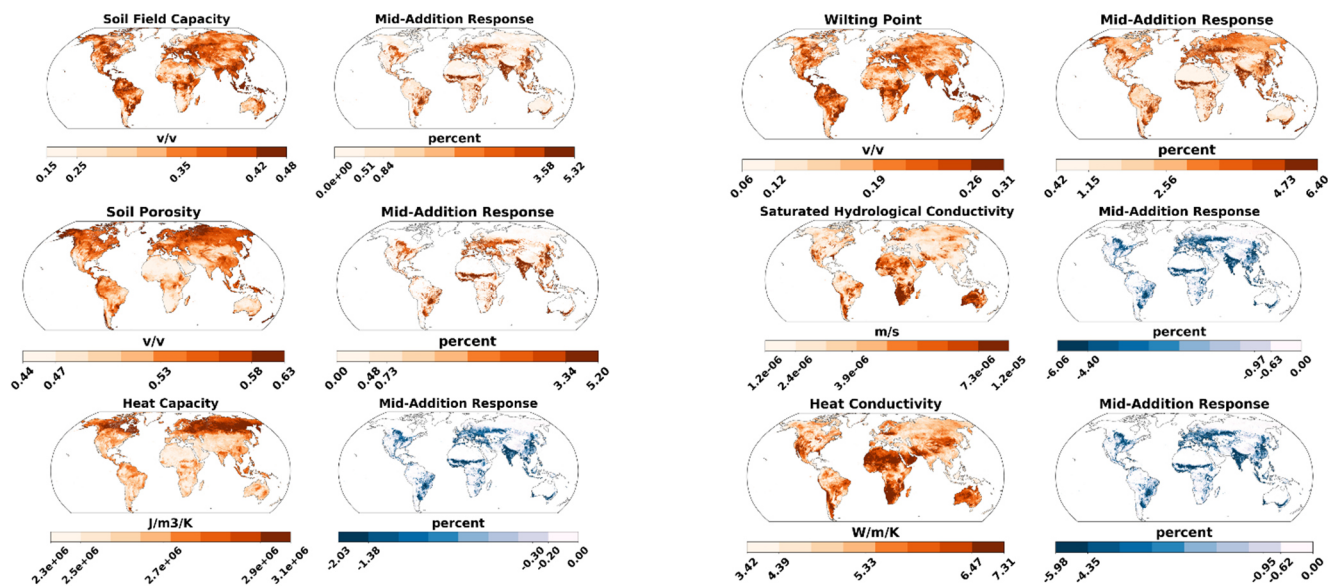 Soil Field Capacity
Mid-Addition Response
v/v
0.15 0.25 0.35 0.42 0.48
percent
0.0e+00 0.51 0.84 3.58 5.32
Wilting Point
Mid-Addition Response
v/v
0.06 0.12 0.19 0.26 0.31
percent
0.42 1.15 2.56 4.73 6.40
Soil Porosity
Mid-Addition Response
v/v
0.44 0.47 0.53 0.58 0.63
percent
0.00 0.48 0.73 3.34 5.20
Saturated Hydrological Conductivity
Mid-Addition Response
m/s
1.2e-06 2.4e-06 3.9e-06 7.3e-06 1.2e-05
percent
-6.06 -4.40 -0.97 -0.63 0.00
Heat Capacity
Mid-Addition Response
J/m3/K
2.3e+06 2.5e+06 2.7e+06 2.9e+06 3.1e+06
percent
-2.03 -1.38 -0.30 -0.20 0.00
Heat Conductivity
Mid-Addition Response
W/m/K
3.42 4.39 5.33 6.47 7.31
percent
-5.98 -4.35 -0.95 -0.62 0.00